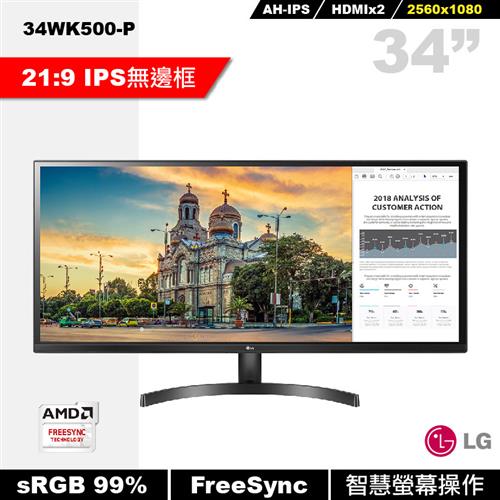 AH-IPS HDMIx2 2560x1080
34WK500-P
34”
21:9 IPS無邊框
2018 ANALYSIS OF
CUSTOMER ACTION
LG
AMD
FREESYNC
TECHNOLOGY
LG
sRGB 99% FreeSync 智慧螢幕操作